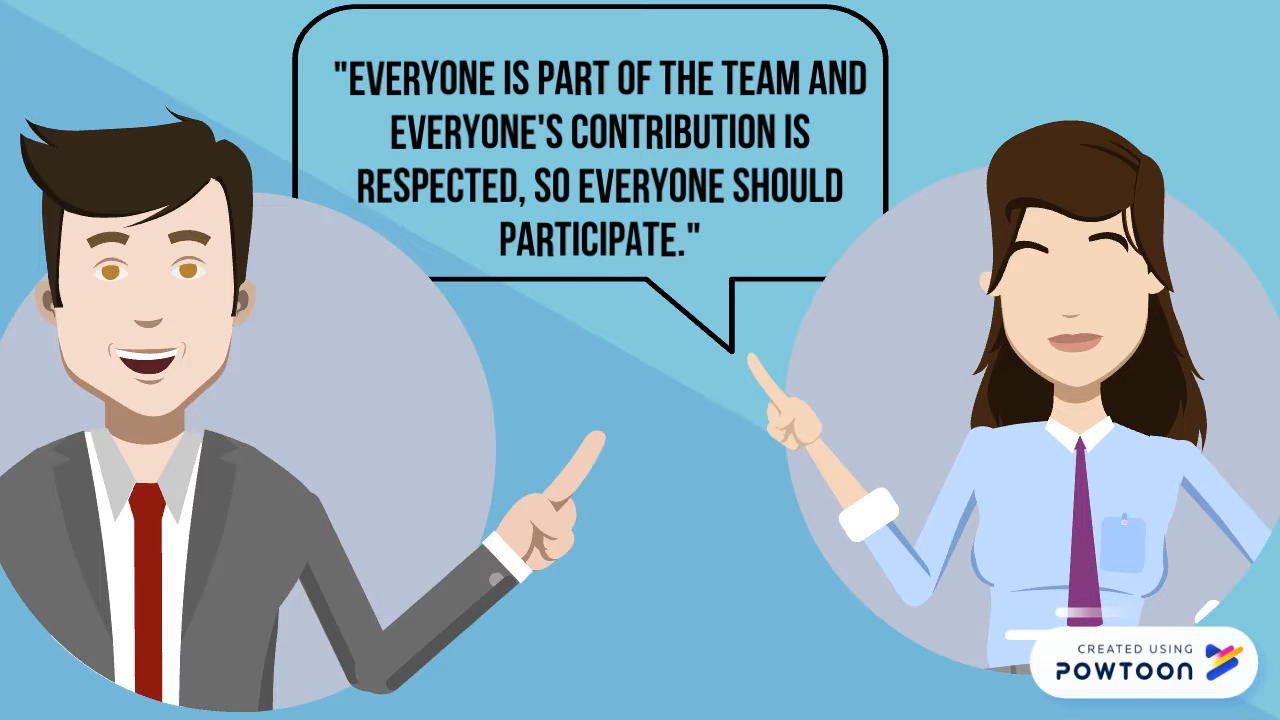 "EVERYONE IS PART OF THE TEAM AND
EVERYONE'S CONTRIBUTION IS
RESPECTED, SO EVERYONE SHOULD
PARTICIPATE."
CREATED USING
POWTOON